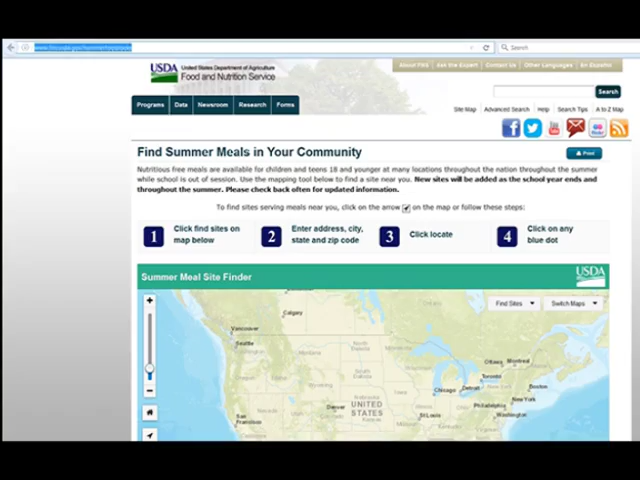 Search
USDA United States Department of Agriculture
Food and Nutrition Service
About FNS Ask the Expert Contact Us Other Languages En Español
Search
Programs Data Newsroom Research Forms
Site Map Advanced Search Help Search Tips A to Z Map
Find Summer Meals in Your Community
Print
Nutritious free meals are available for children and teens 18 and younger at many locations throughout the nation throughout the summer
while school is out of session. Use the mapping tool below to find a site near you. New sites will be added as the school year ends and
throughout the summer. Please check back often for updated information.
To find sites serving meals near you, click on the arrow on the map or follow these steps:
1 Click find sites on
map below
2 Enter address, city,
state and zip code
3 Click locate
4 Click on any
blue dot
Summer Meal Site Finder
USDA
Find Sites Switch Maps
Calgary
Vancouver
Seattle
Ottawa Montreal
Toronto
Chicago Detroit Boston
New York
Denver UNITED STATES Philadelphia
St Louis Washington
San Francisco